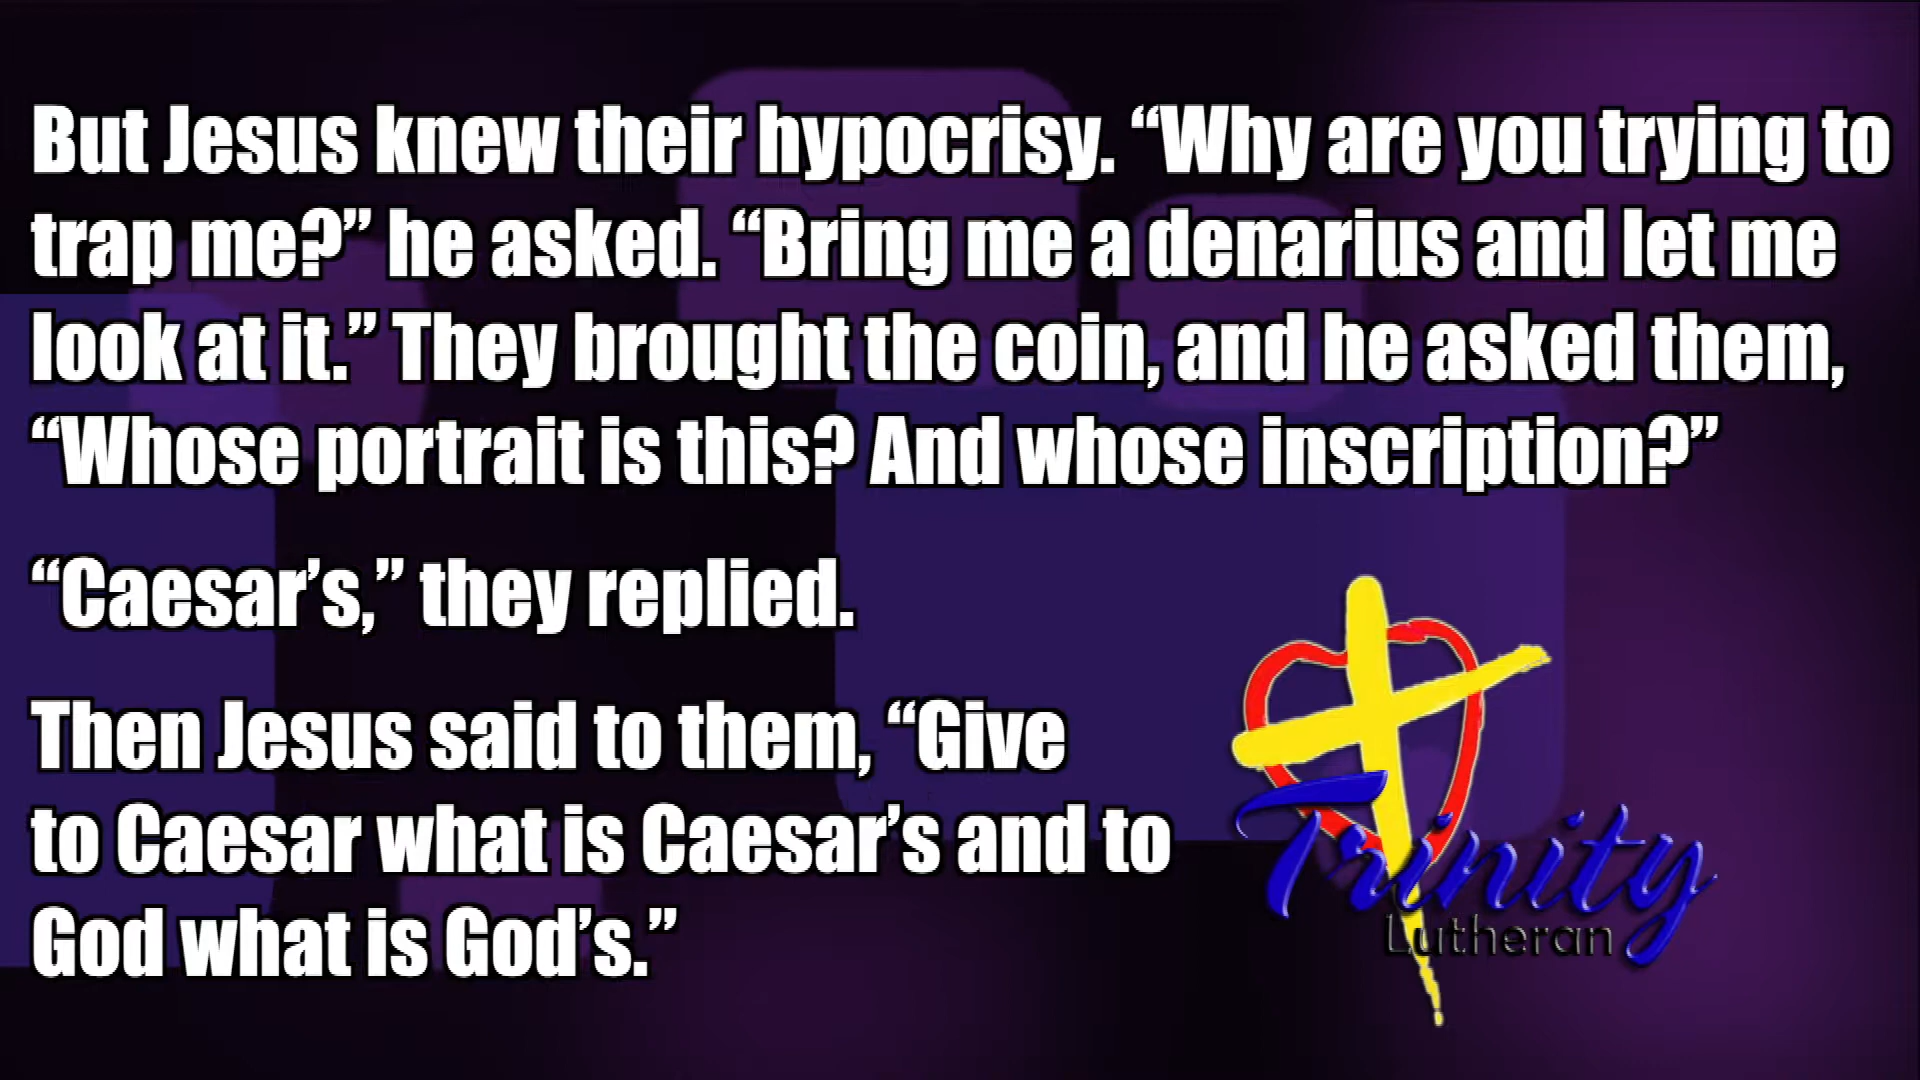 But Jesus knew their hypocrisy. “Why are you trying to
trap me?” he asked. “Bring me a denarius and let me
look at it.” They brought the coin, and he asked them,
“Whose portrait is this? And whose inscription?”
“Caesar’s,” they replied.
Then Jesus said to them, “Give
to Caesar what is Caesar’s and to
God what is God’s.”
Trinity
Lutheran